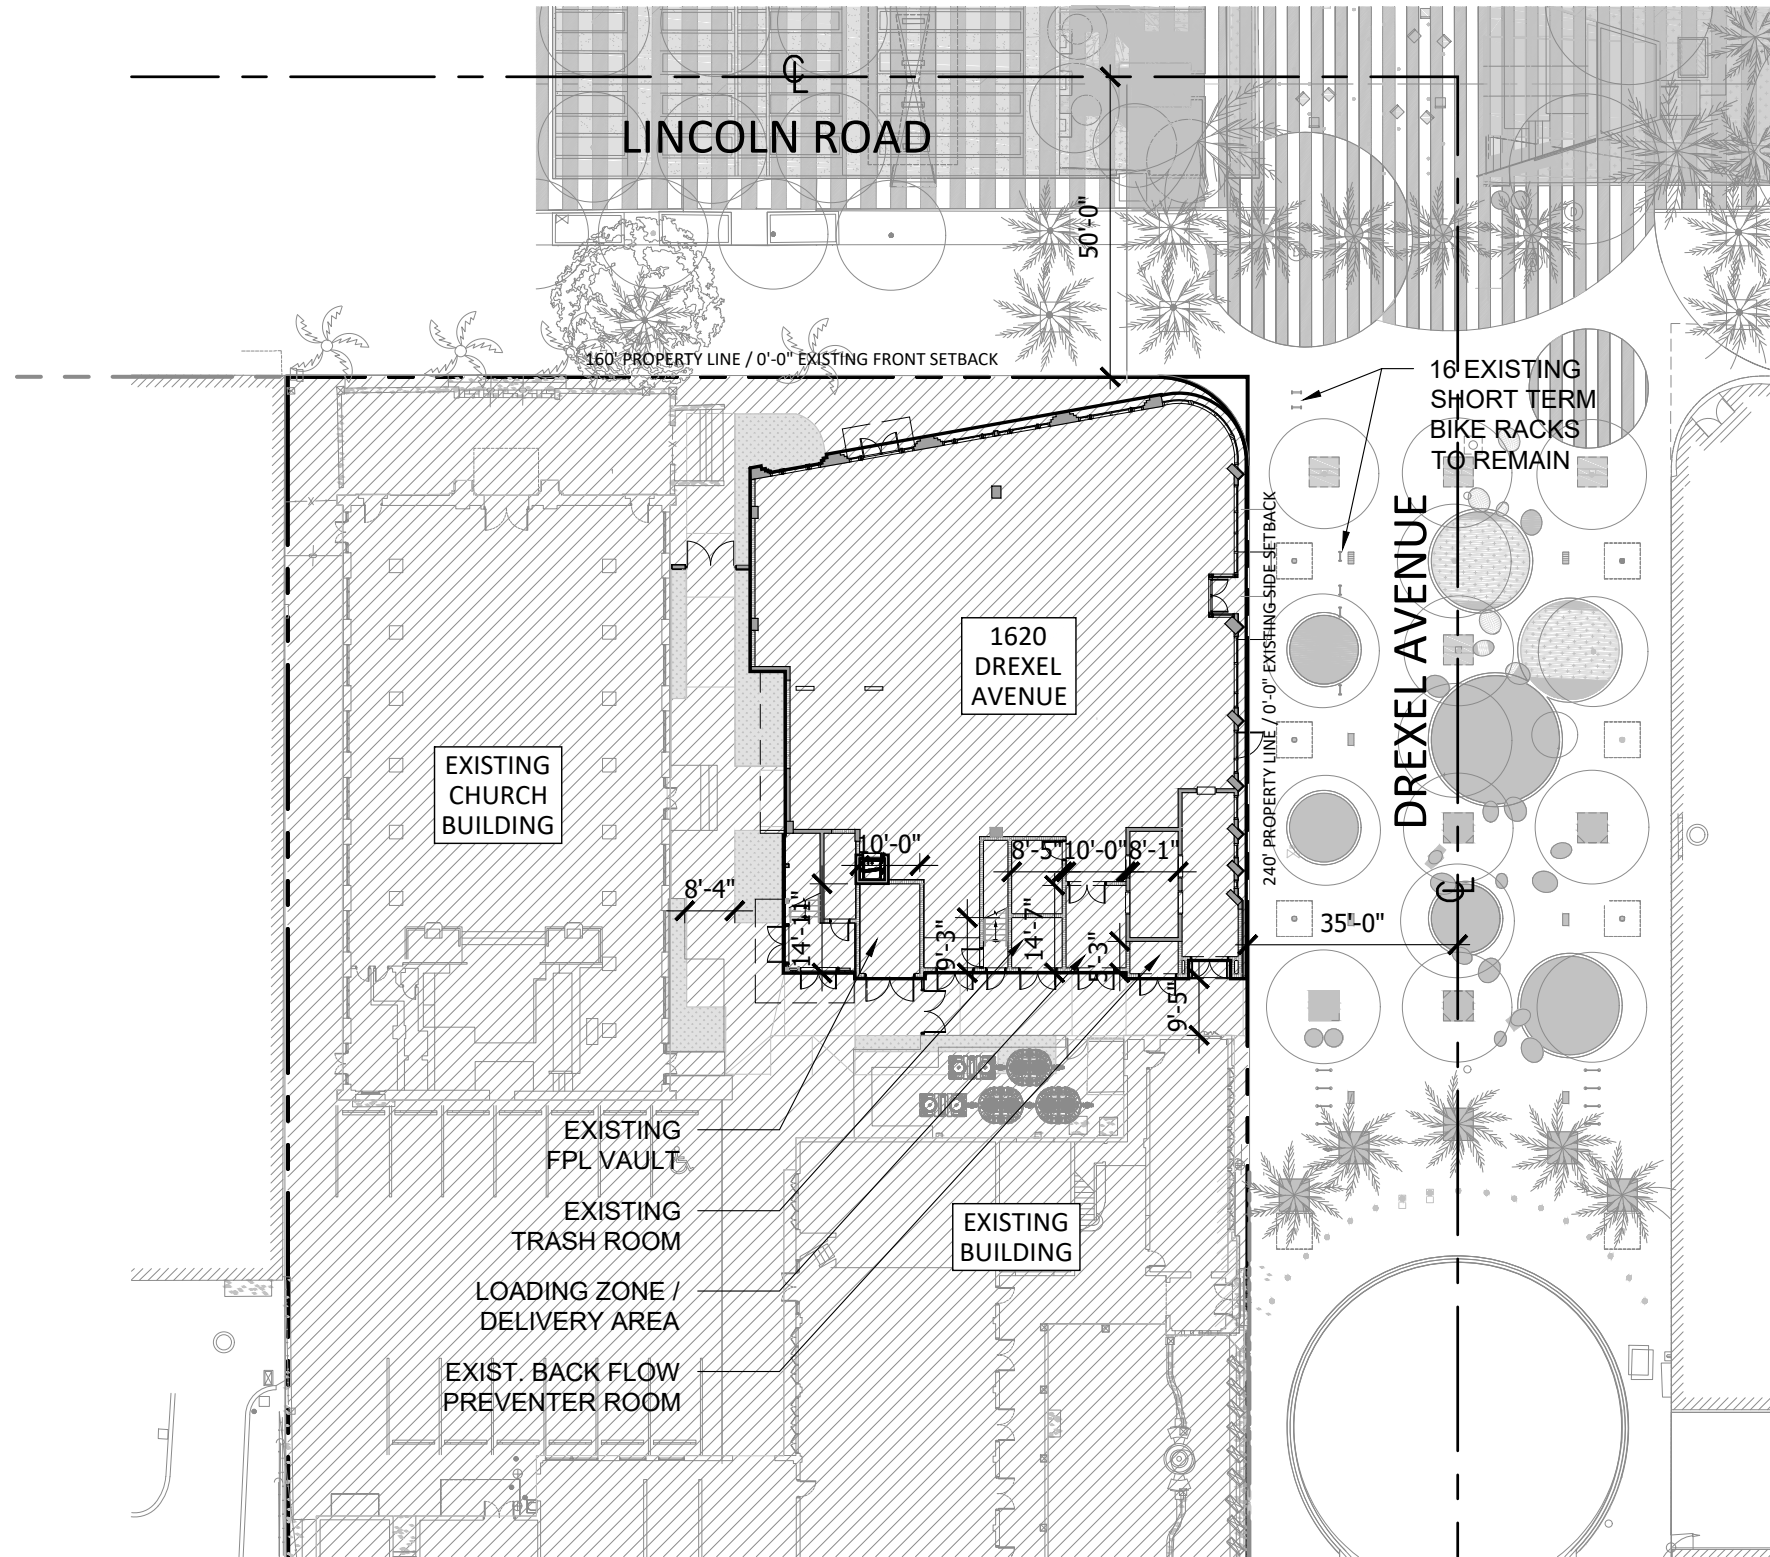 LINCOLN ROAD
50'-0"
160' PROPERTY LINE / 0'-0" EXISTING FRONT SETBACK
16 EXISTING
SHORT TERM
BIKE RACKS
TO REMAIN
DREXEL AVENUE
240' PROPERTY LINE / 0'-0" EXISTING SIDE SETBACK
1620
DREXEL
AVENUE
EXISTING
CHURCH
BUILDING
10'-0"
8'-5"
10'-0"
8'-1"
8'-4"
14'-11"
9'-3"
14'-7"
35'-0"
9'-5"
EXISTING
FPL VAULT
EXISTING
TRASH ROOM
LOADING ZONE /
DELIVERY AREA
EXIST. BACK FLOW
PREVENTER ROOM
EXISTING
BUILDING